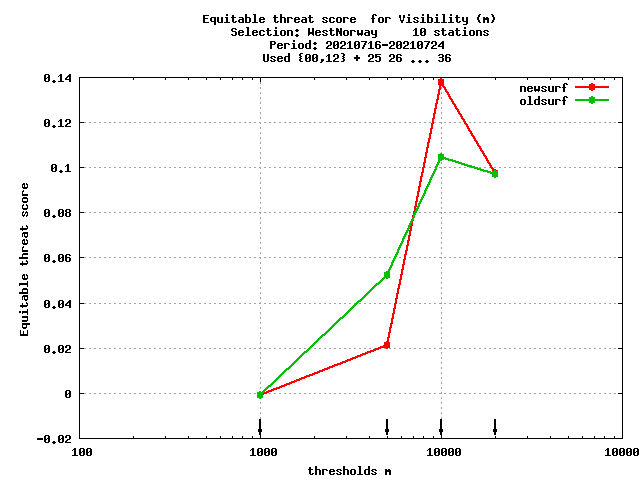 Equitable threat score  for Visibility (m)
Selection: WestNorway     10 stations
Period: 20210716-20210724
Used {00,12} + 25 26 ... 36
newsurf
oldsurf
Equitable threat score
0.14
0.12
0.1
0.08
0.06
0.04
0.02
0
-0.02
100
1000
10000
10000
thresholds m